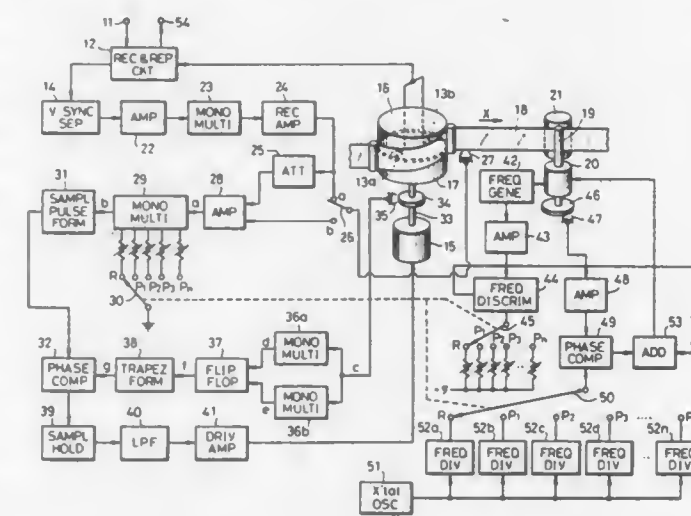 11 54
12
REC & REP
CKT
14 23 24
V. SYNC
SEP
AMP
MONO
MULTI
REC
AMP
22
16 13b
X 18 21
19
13a 17
27 42 20
25
ATT
31 29 28
SAMPL
PULSE
FORM
b
MONO
MULTI
a
AMP
a
b
26
34
35
33
15
FREQ
GENE
46
47
AMP
43
R P1 P2 P3 Pn
30
FREQ
DISCRIM
44
AMP
48
45
P1
R P2 P3 Pn
36a
32 38 37
PHASE
COMP
g
TRAPEZ
FORM
f
FLIP
FLOP
d
e
MONO
MULTI
c
MONO
MULTI
36b
49 53
PHASE
COMP
ADD
50
39 40 41
SAMPL
HOLD
LPF
DRIV
AMP
R P1 P2 P3 Pn
52a 52b 52c 52d 52n
FREQ
DIV
FREQ
DIV
FREQ
DIV
FREQ
DIV
FREQ
DIV
51
X'tal
OSC